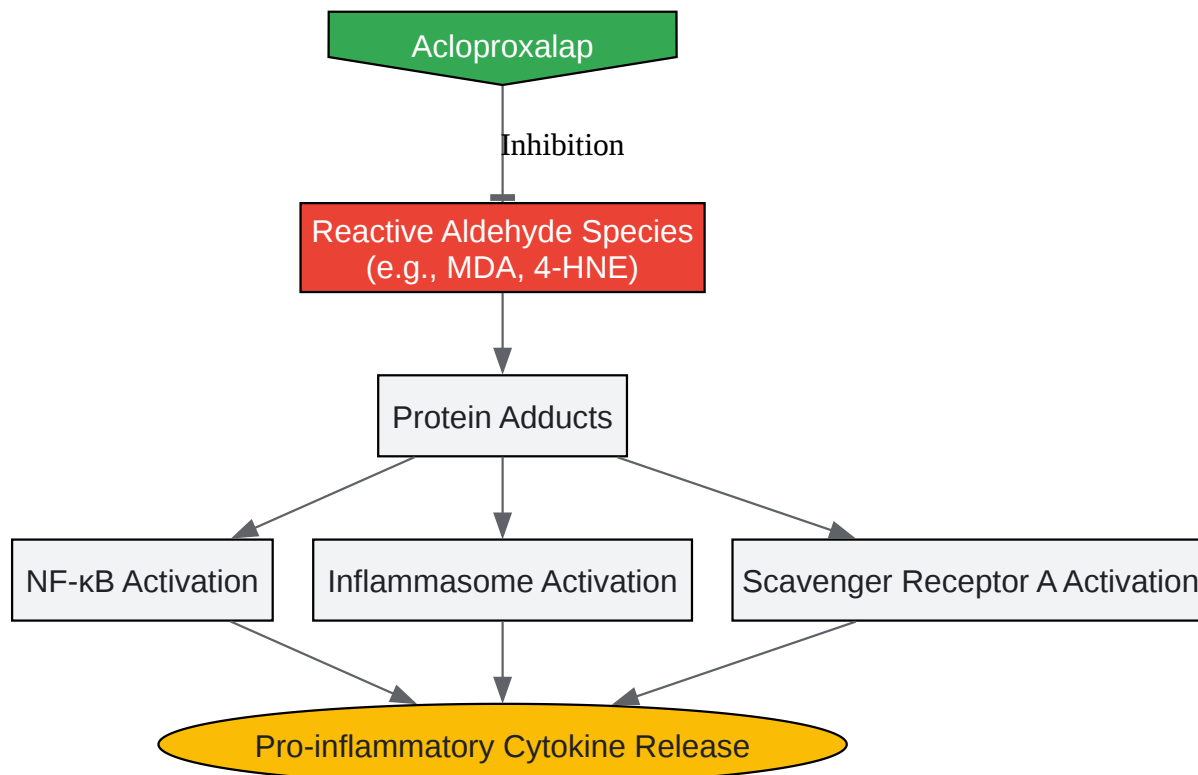 Acloproxalap
Inhibition
Reactive Aldehyde Species
(e.g., MDA, 4-HNE)
Protein Adducts
NF-κB Activation
Inflammasome Activation
Scavenger Receptor A Activation
Pro-inflammatory Cytokine Release